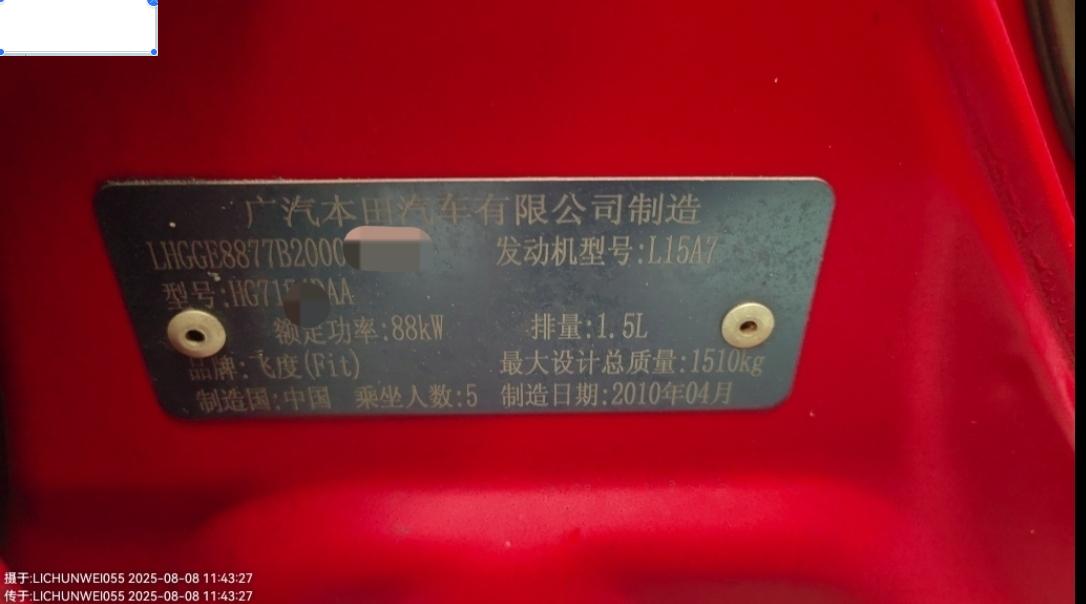 广汽本田汽车有限公司制造
LHGGE8877B2000 发动机型号:L15A7
型号:HG71 DAA
额定功率:88kW 排量:1.5L
品牌:飞度(Fit) 最大设计总质量:1510kg
制造国:中国 乘坐人数:5 制造日期:2010年04月
摄于:LICHUNWEI055 2025-08-08 11:43:27
传于:LICHUNWEI055 2025-08-08 11:43:27